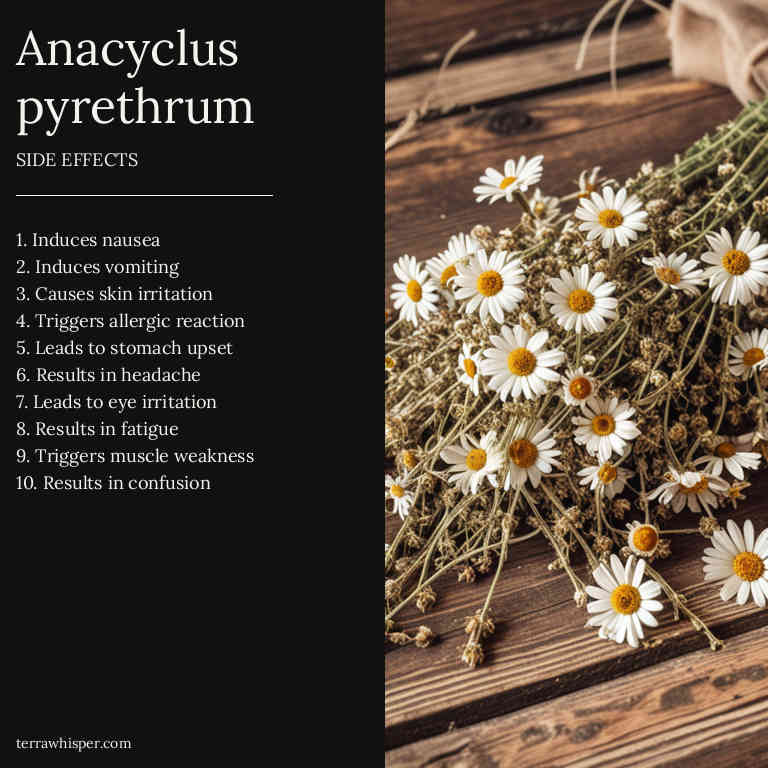 Anacyclus
pyrethrum
SIDE EFFECTS
1. Induces nausea
2. Induces vomiting
3. Causes skin irritation
4. Triggers allergic reaction
5. Leads to stomach upset
6. Results in headache
7. Leads to eye irritation
8. Results in fatigue
9. Triggers muscle weakness
10. Results in confusion
terrawhisper.com